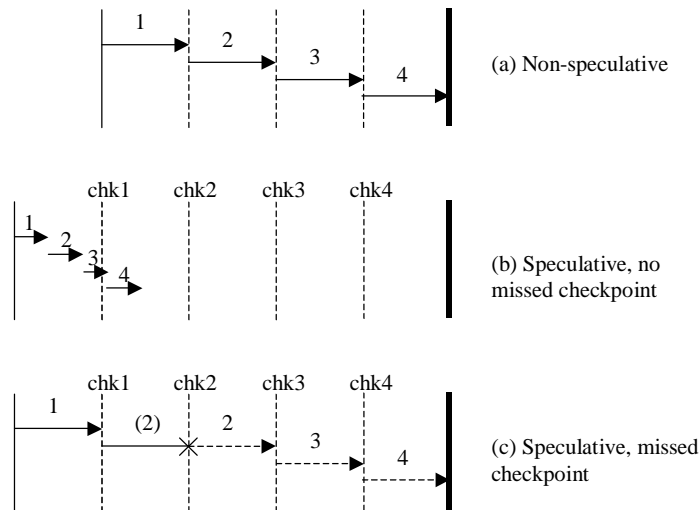 1
2
3
4
(a) Non-speculative
chk1
chk2
chk3
chk4
1
2
3
4
(b) Speculative, no
missed checkpoint
chk1
chk2
chk3
chk4
1
(2)
2
3
4
(c) Speculative, missed
checkpoint